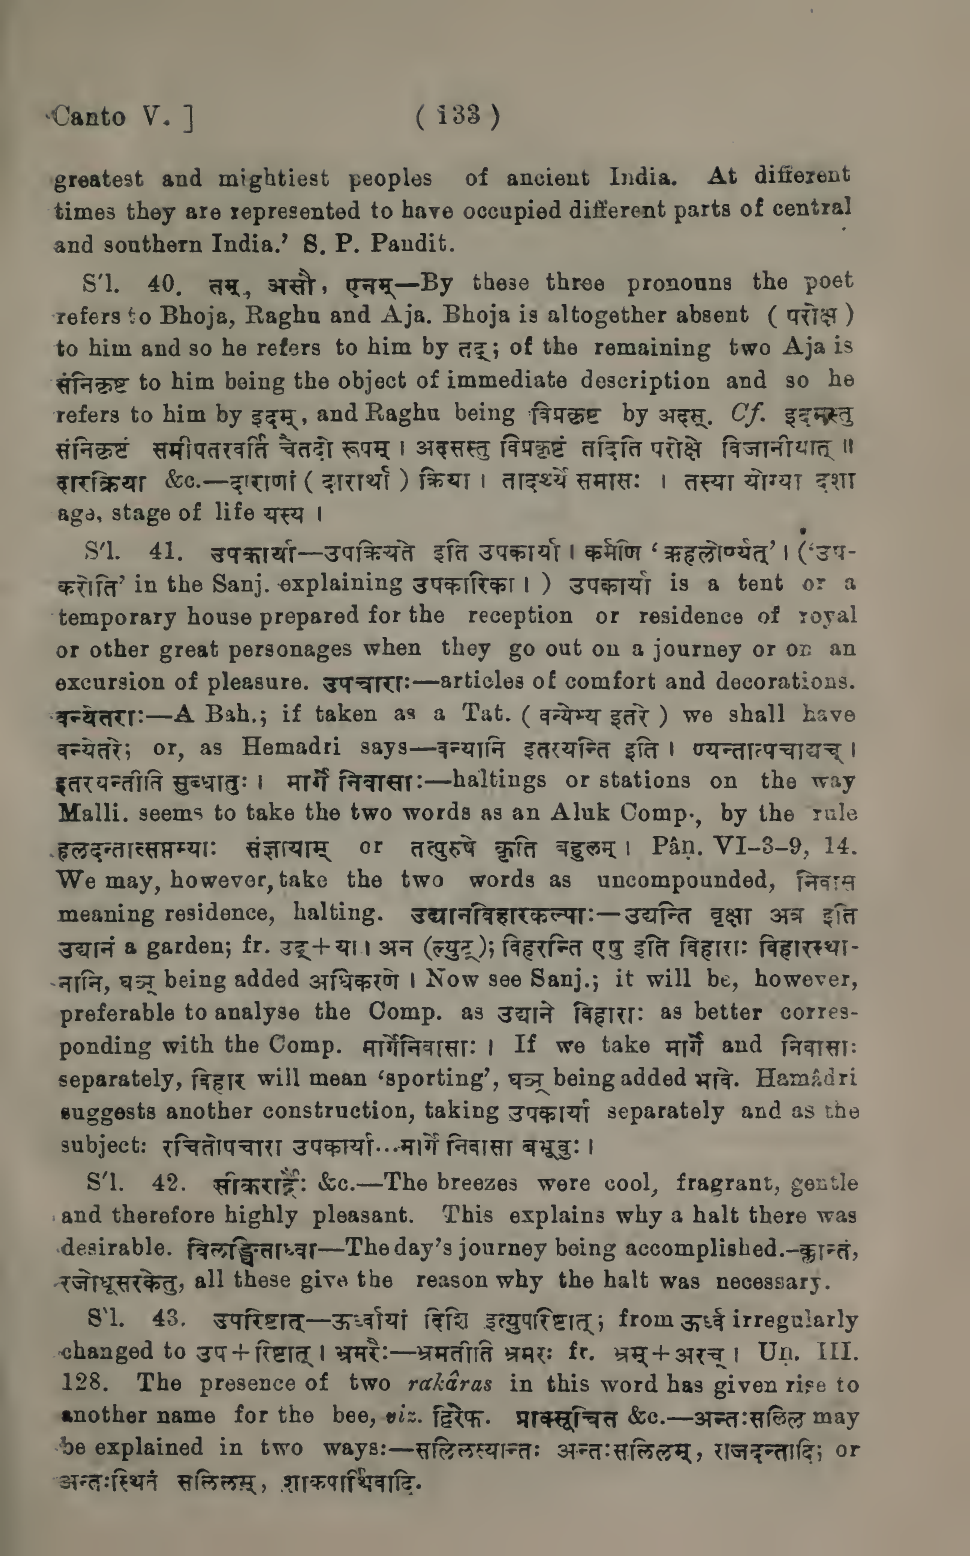 Canto V. ] ( 133 )
greatest and mightiest peoples of ancient India. At different
times they are represented to have occupied different parts of central
and southern India.’ S. P. Pandit.
S′l. 40. तम्, असौ, एनम्—By these three pronouns the poet
refers to Bhoja, Raghu and Aja. Bhoja is altogether absent ( परोक्ष )
to him and so he refers to him by तद्; of the remaining two Aja is
संनिकृष्ट to him being the object of immediate description and so he
refers to him by इदम्, and Raghu being विप्रकृष्ट by अदस्. Cf. इदमस्तु
संनिकृष्टं समीपतरवर्ति चैतदो रूपम् । अदसस्तु विप्रकृष्टं तदिति परोक्षे विजानीयात् ॥
दारक्रिया &c.—दाराणां ( दारार्था ) क्रिया । तादर्थ्ये समासः । तस्या योग्या दशा
age, stage of life यस्य ।
S′l. 41. उपकार्या—उपक्रियते इति उपकार्या । कर्मणि ‘ ऋहलोर्ण्यत्’ । (‘उप-
करोति’ in the Sanj. explaining उपकारिका । ) उपकार्या is a tent or a
temporary house prepared for the reception or residence of royal
or other great personages when they go out on a journey or on an
excursion of pleasure. उपचाराः—articles of comfort and decorations.
वन्येतराः—A Bah.; if taken as a Tat. ( वन्येभ्य इतरे ) we shall have
वन्येतरे; or, as Hemadri says—वन्यानि इतरयन्ति इति । ण्यन्तात्पचाद्यच् ।
इतरयन्तीति सुब्धातुः । मार्गे निवासाः—haltings or stations on the way
Malli. seems to take the two words as an Aluk Comp., by the rule
हलदन्तात्सप्तम्याः संज्ञायाम् or तत्पुरुषे कृति बहुलम् । Pân. VI-3-9, 14.
We may, however, take the two words as uncompounded, निवास
meaning residence, halting. उद्यानविहारकल्पाः—उद्यन्ति वृक्षा अत्र इति
उद्यानं a garden; fr. उद्+या । अन (ल्युट्); विहरन्ति एषु इति विहाराः विहारस्था-
नानि, घञ् being added अधिकरणे । Now see Sanj.; it will be, however,
preferable to analyse the Comp. as उद्याने विहाराः as better corres-
ponding with the Comp. मार्गेनिवासाः । If we take मार्गे and निवासाः
separately, विहार will mean ‘sporting’, घञ् being added भावे. Hamâdri
suggests another construction, taking उपकार्या separately and as the
subject: रचितोपचारा उपकार्या...मार्गे निवासा बभूवुः ।
S′l. 42. सीकरार्द्रैः &c.—The breezes were cool, fragrant, gentle
and therefore highly pleasant. This explains why a halt there was
desirable. विलङ्घिताध्वा—The day’s journey being accomplished.-क्लान्तं,
रजोधूसरकेतु, all these give the reason why the halt was necessary.
S′l. 43. उपरिष्टात्—ऊर्ध्वायां दिशि इत्युपरिष्टात्; from ऊर्ध्व irregularly
changed to उप+रिष्टात् । भ्रमरैः—भ्रमतीति भ्रमरः fr. भ्रम्+अरच् । Uṇ. III.
128. The presence of two rakâras in this word has given rise to
another name for the bee, viz. द्विरेफ. प्राक्सूचित &c.—अन्तःसलिल may
be explained in two ways:—सलिलस्यान्तः अन्तःसलिलम्, राजदन्तादि; or
अन्तःस्थितं सलिलम्, शाकपार्थिवादि.